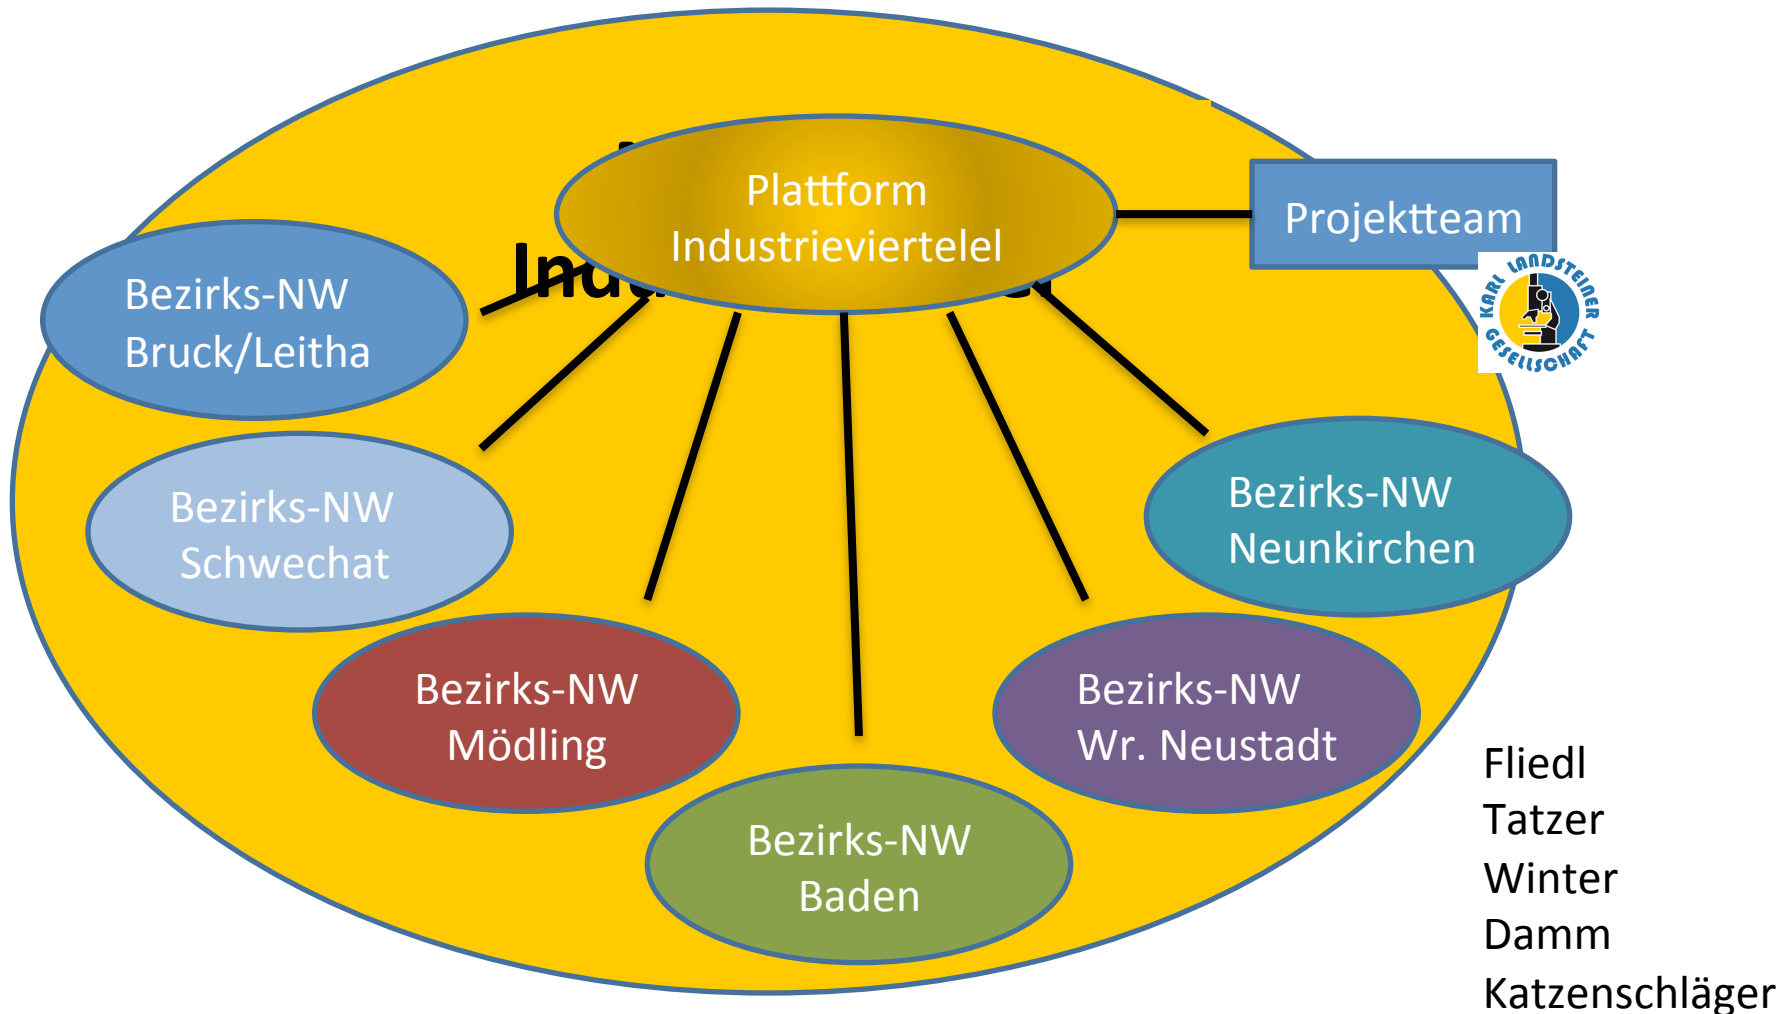 Plattform
Industrieviertelel
Projektteam
KARL LANDSTEINER
GESELLSCHAFT
Bezirks-NW
Bruck/Leitha
Bezirks-NW
Schwechat
Bezirks-NW
Mödling
Bezirks-NW
Baden
Bezirks-NW
Wr. Neustadt
Bezirks-NW
Neunkirchen
Fliedl
Tatzer
Winter
Damm
Katzenschläger